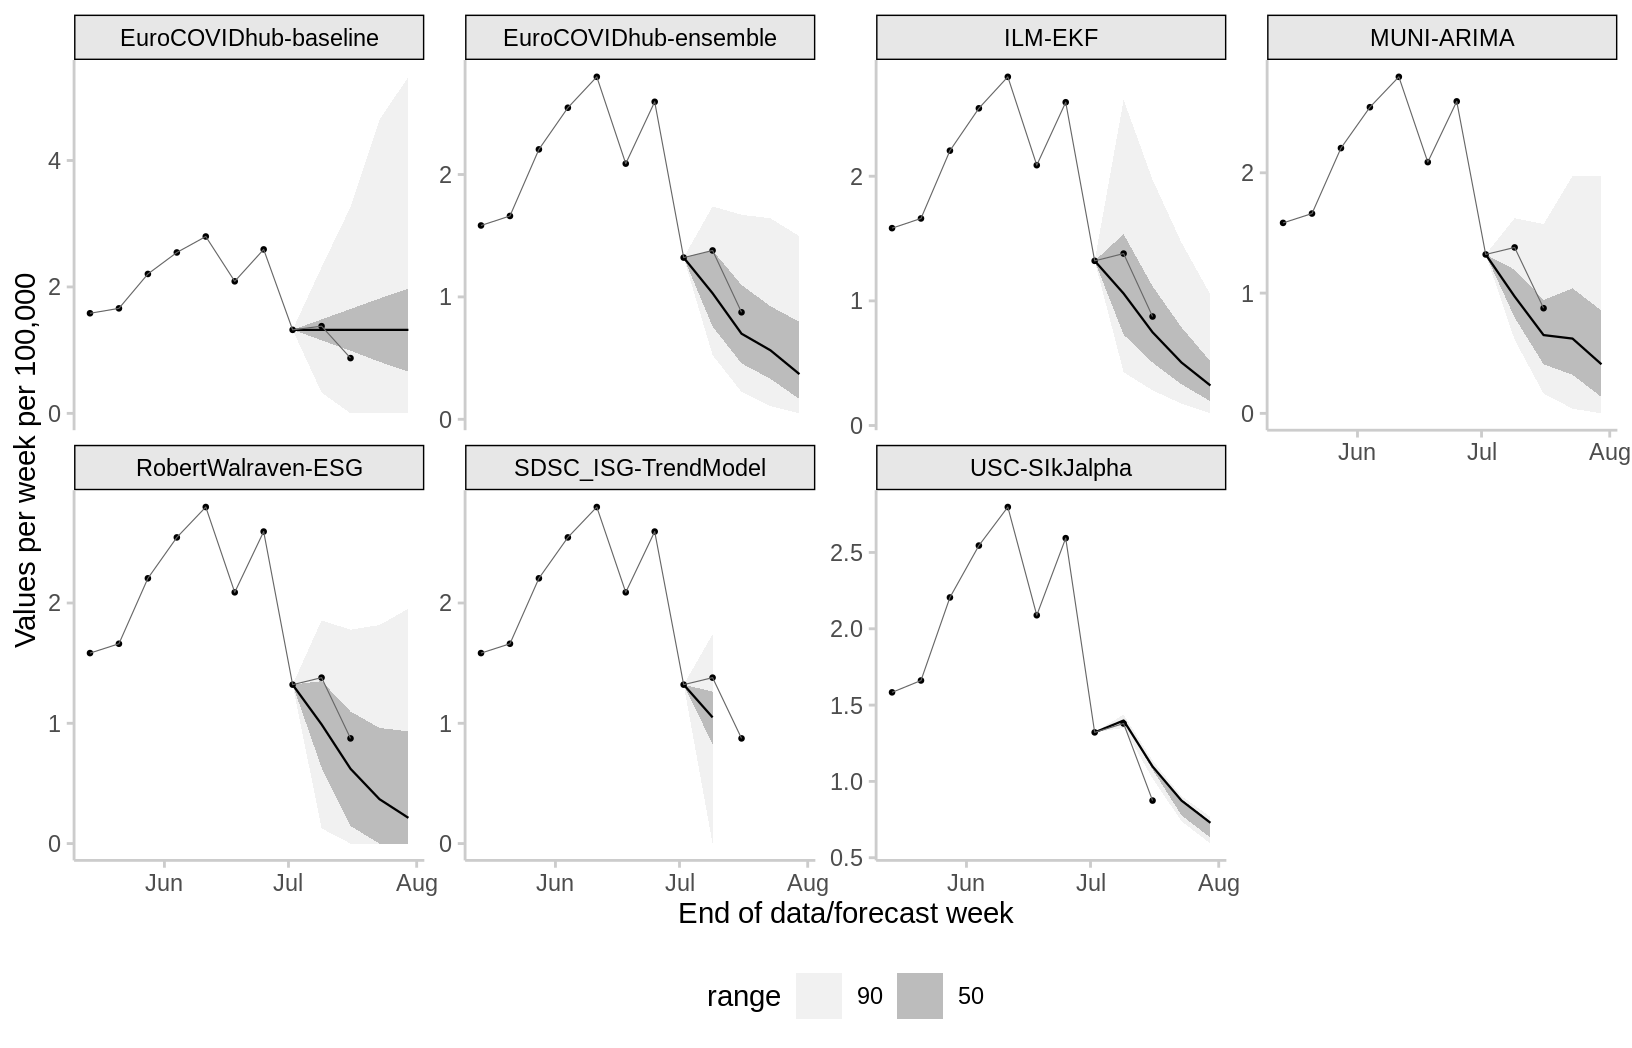 EuroCOVIDhub-baseline
EuroCOVIDhub-ensemble
ILM-EKF
MUNI-ARIMA
4
2
0
2
1
0
2
1
0
2
1
0
Jun Jul Aug
Values per week per 100,000
RobertWalraven-ESG
SDSC_ISG-TrendModel
USC-SIkJalpha
2
1
0
2
1
0
2.5
2.0
1.5
1.0
0.5
Jun Jul Aug
Jun Jul Aug
Jun Jul Aug
End of data/forecast week
range 90 50